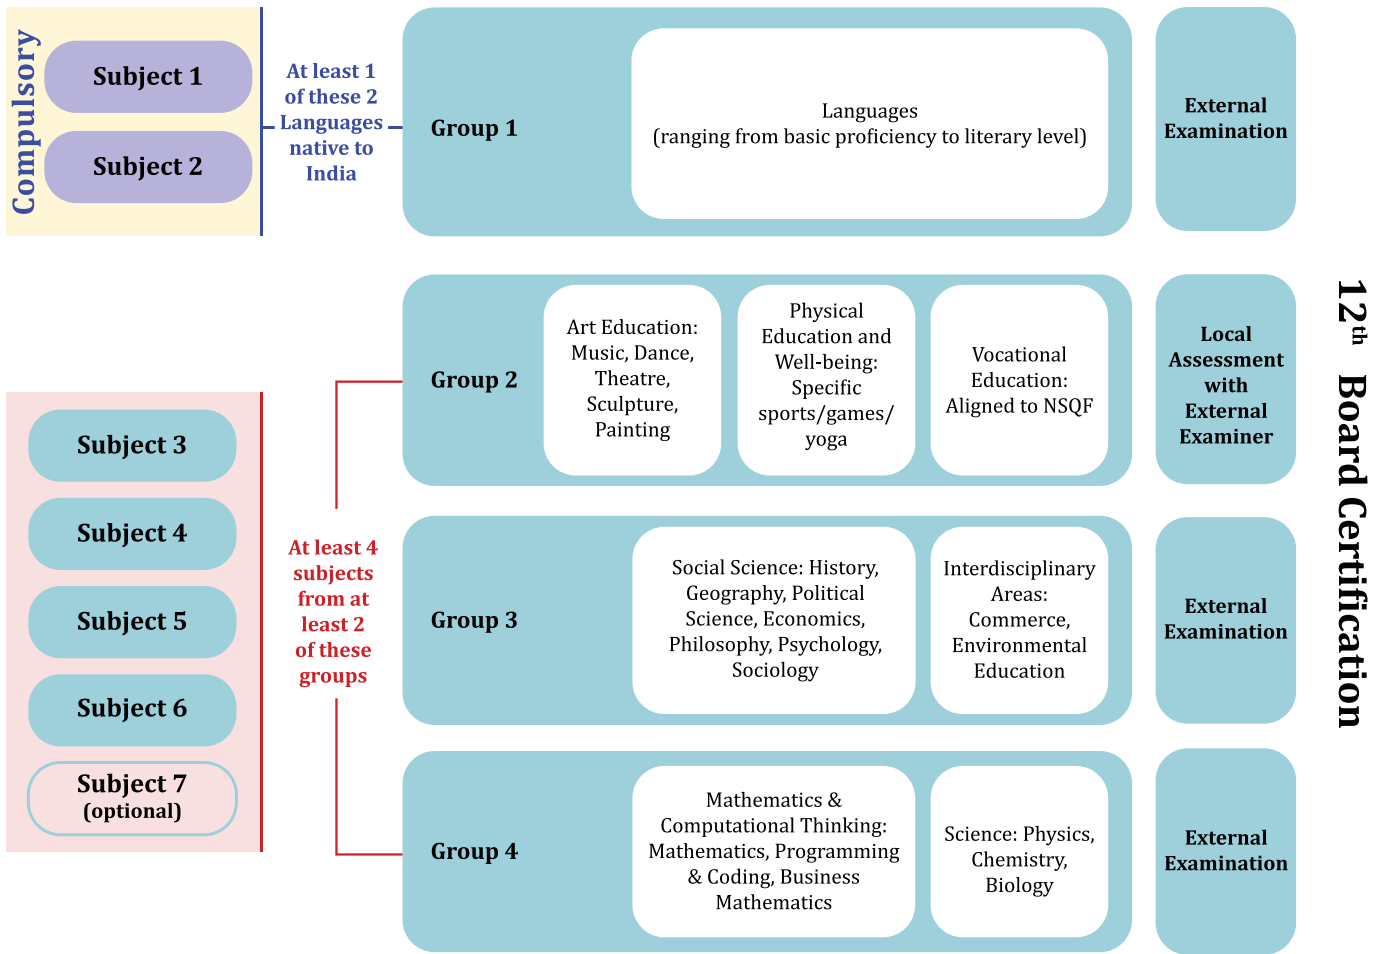 Compulsory
Subject 1
Subject 2
At least 1
of these 2
Languages
native to
India
Group 1
Languages
(ranging from basic proficiency to literary level)
External
Examination
Group 2
Art Education:
Music, Dance,
Theatre,
Sculpture,
Painting
Physical
Education and
Well-being:
Specific
sports/games/
yoga
Vocational
Education:
Aligned to NSQF
Local
Assessment
with
External
Examiner
Subject 3
Subject 4
Subject 5
Subject 6
Subject 7
(optional)
At least 4
subjects
from at
least 2
of these
groups
Group 3
Social Science: History,
Geography, Political
Science, Economics,
Philosophy, Psychology,
Sociology
Interdisciplinary
Areas:
Commerce,
Environmental
Education
External
Examination
Group 4
Mathematics &
Computational Thinking:
Mathematics, Programming
& Coding, Business
Mathematics
Science: Physics,
Chemistry,
Biology
External
Examination
12th Board Certification